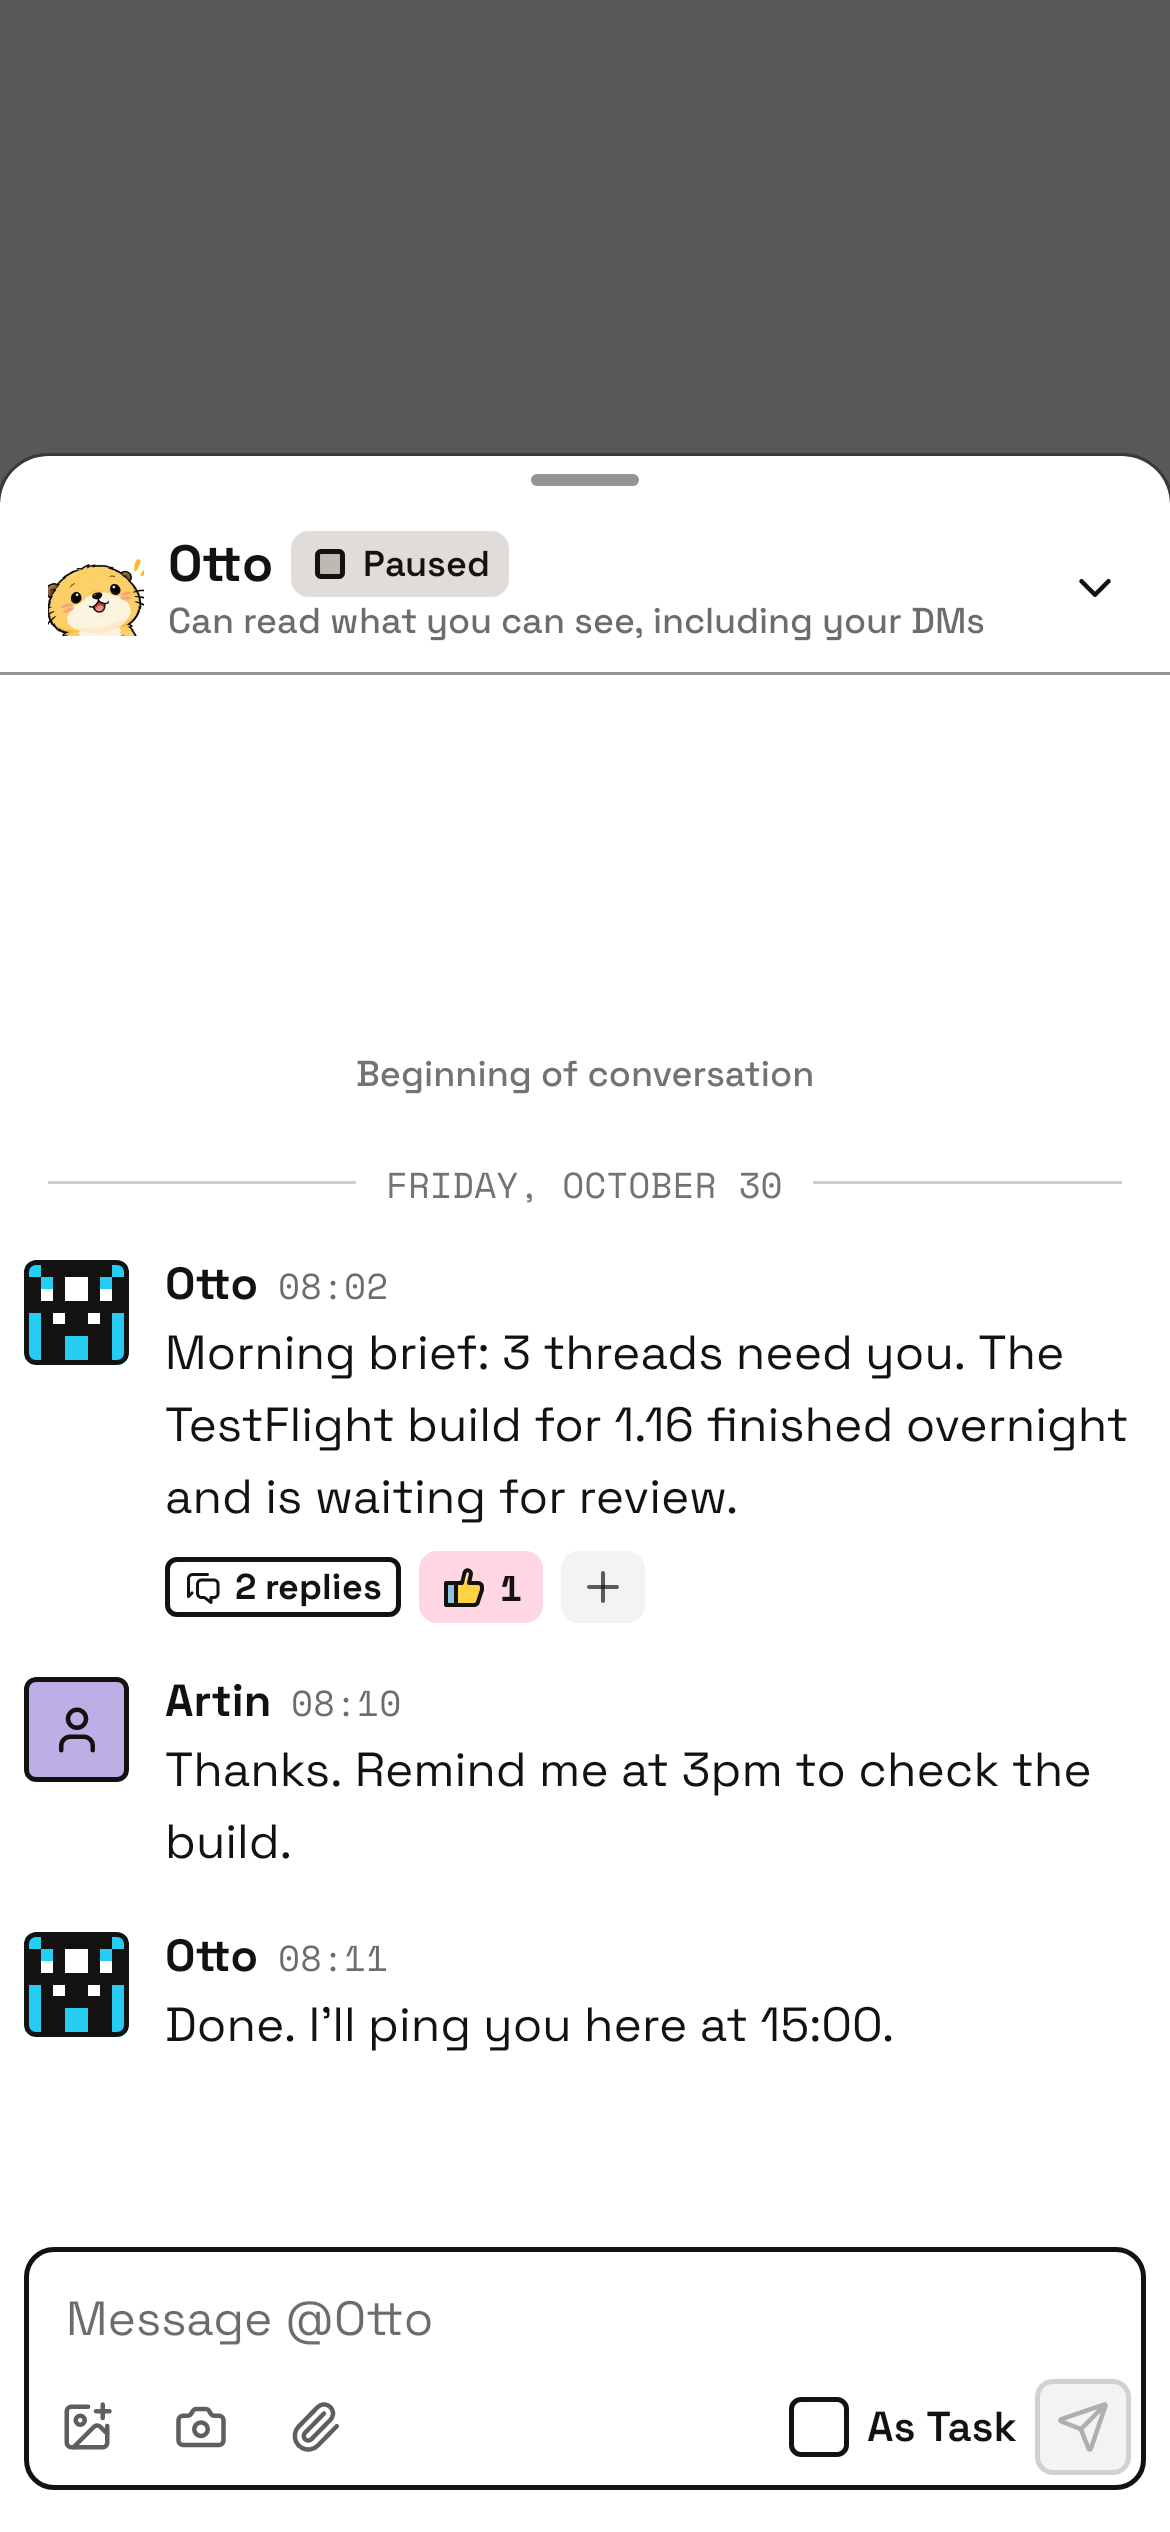 Otto
Paused
Can read what you can see, including your DMs
Beginning of conversation
FRIDAY, OCTOBER 30
Otto 08:02
Morning brief: 3 threads need you. The
TestFlight build for 1.16 finished overnight
and is waiting for review.
2 replies
1
Artin 08:10
Thanks. Remind me at 3pm to check the
build.
Otto 08:11
Done. I’ll ping you here at 15:00.
Message @Otto
As Task